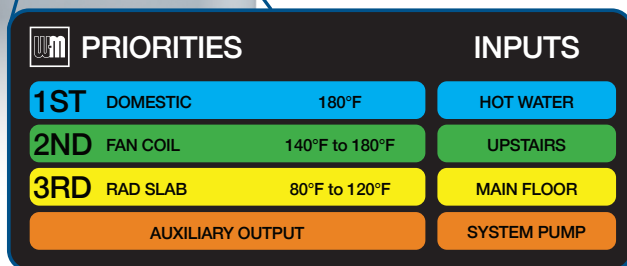 WM PRIORITIES INPUTS
1ST DOMESTIC 180°F HOT WATER
2ND FAN COIL 140°F to 180°F UPSTAIRS
3RD RAD SLAB 80°F to 120°F MAIN FLOOR
AUXILIARY OUTPUT SYSTEM PUMP